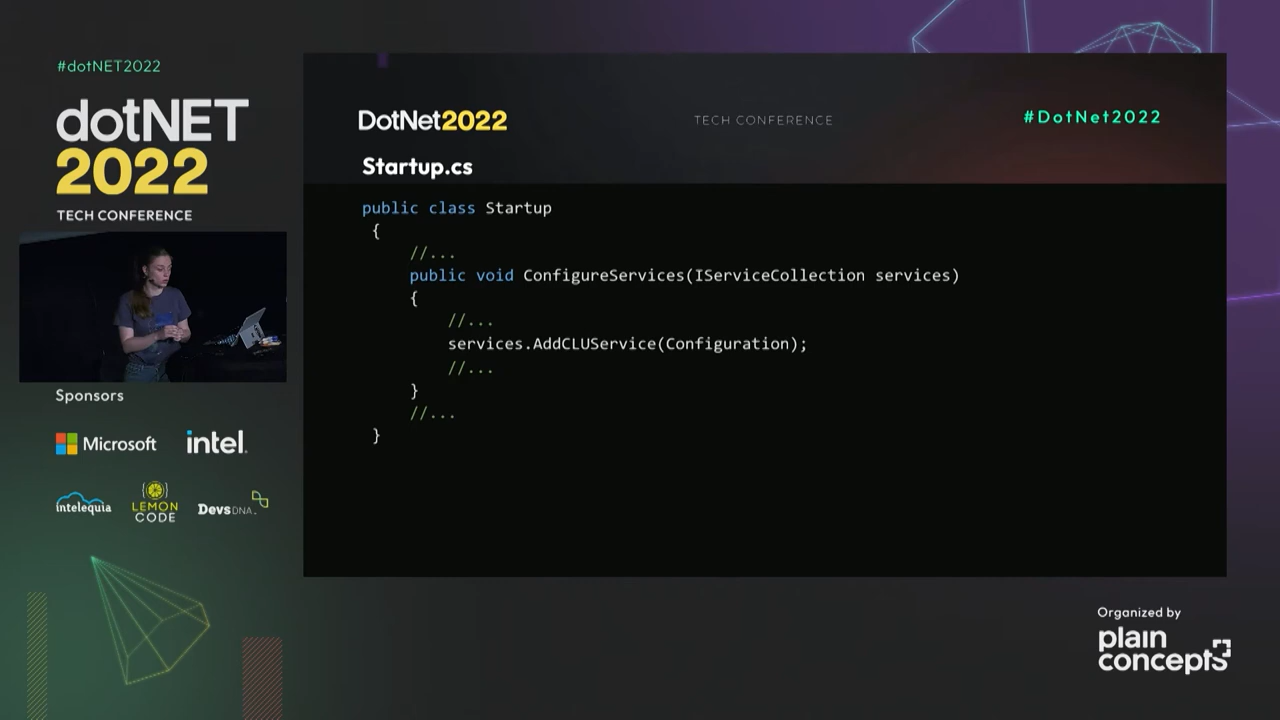 #dotNET2022
dotNET
2022
TECH CONFERENCE
Sponsors
Microsoft
intel.
intelequia
LEMON
CODE
DevsDNA.
DotNet2022
TECH CONFERENCE
#DotNet2022
Startup.cs
public class Startup
{
//...
public void ConfigureServices(IServiceCollection services)
{
//...
services.AddCLUService(Configuration);
//...
}
//...
}
Organized by
plain
concepts